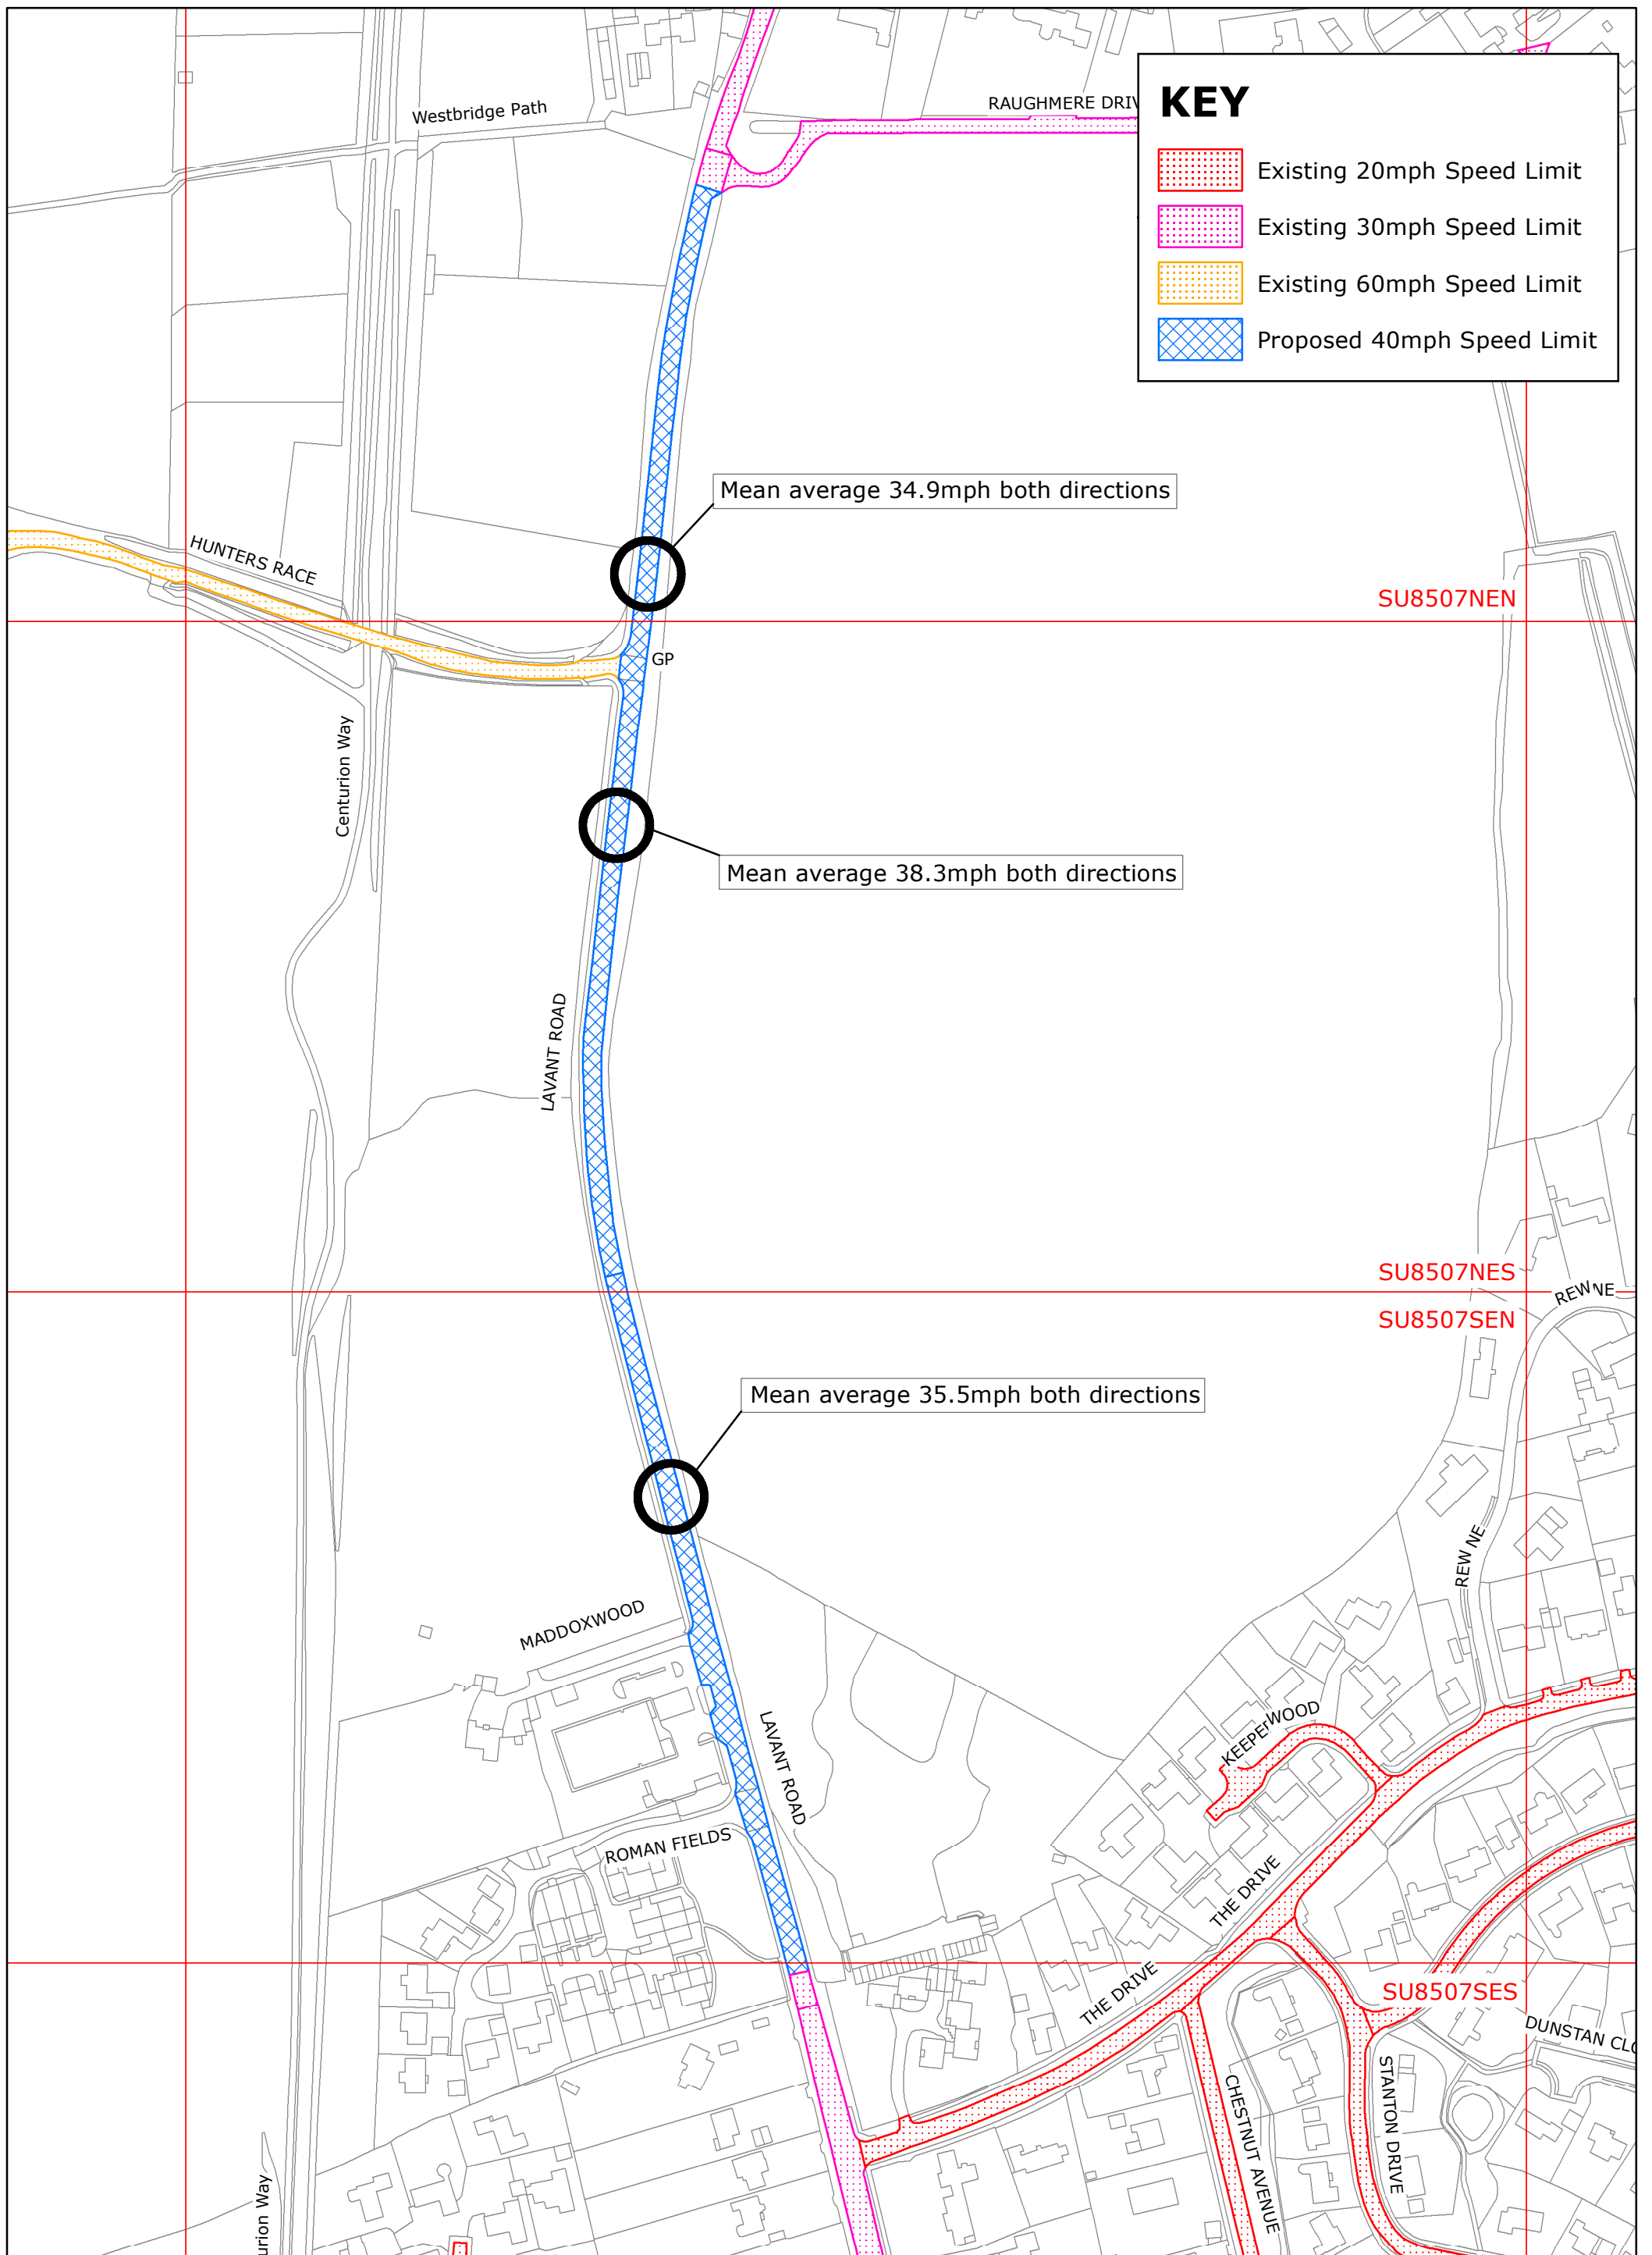 Westbridge Path
RAUGHMERE DRIV
KEY
Existing 20mph Speed Limit
Existing 30mph Speed Limit
Existing 60mph Speed Limit
Proposed 40mph Speed Limit
Mean average 34.9mph both directions
HUNTERS RACE
SU8507NEN
GP
Centurion Way
Mean average 38.3mph both directions
LAVANT ROAD
SU8507NES
REW NE
SU8507SEN
Mean average 35.5mph both directions
REW NE
MADDOXWOOD
LAVANT ROAD
KEEPE WOOD
ROMAN FIELDS
THE DRIVE
THE DRIVE
SU8507SES
DUNSTAN CLO
STANTON DRIVE
CHESTNUT AVENUE
urion Way